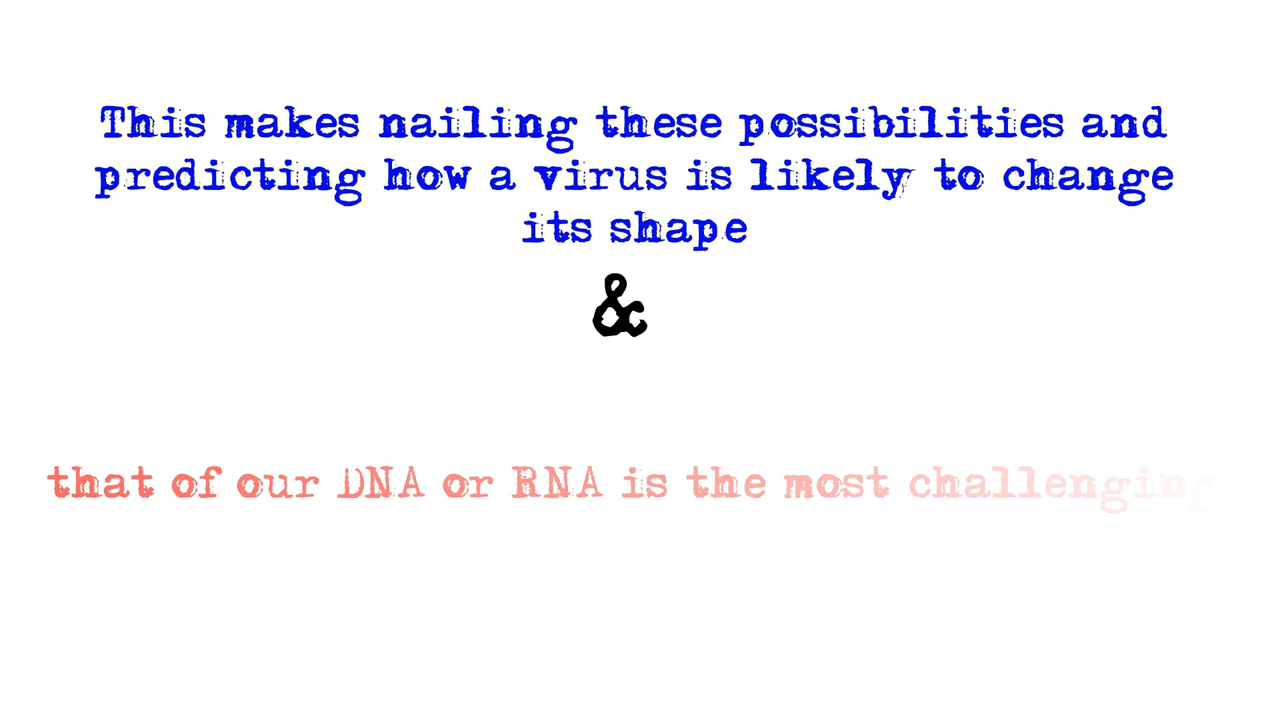 This makes nailing these possibilities and
predicting how a virus is likely to change
its shape
&
that of our DNA or RNA is the most challenging